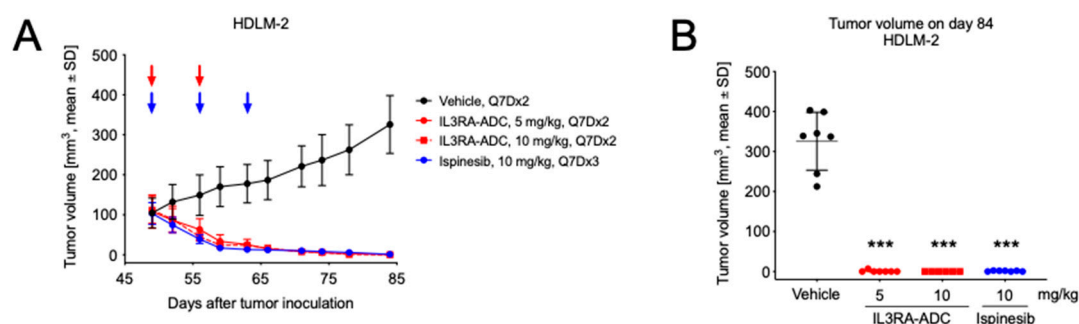 A
HDLM-2
Tumor volume [mm³, mean ± SD]
500
400
300
200
100
0
45
55
65
75
85
Days after tumor inoculation
Vehicle, Q7Dx2
IL3RA-ADC, 5 mg/kg, Q7Dx2
IL3RA-ADC, 10 mg/kg, Q7Dx2
Ispinesib, 10 mg/kg, Q7Dx3
B
Tumor volume on day 84
HDLM-2
Tumor volume [mm³, mean ± SD]
500
400
300
200
100
0
*** *** ***
Vehicle 5 10 10 mg/kg
IL3RA-ADC Ispinesib